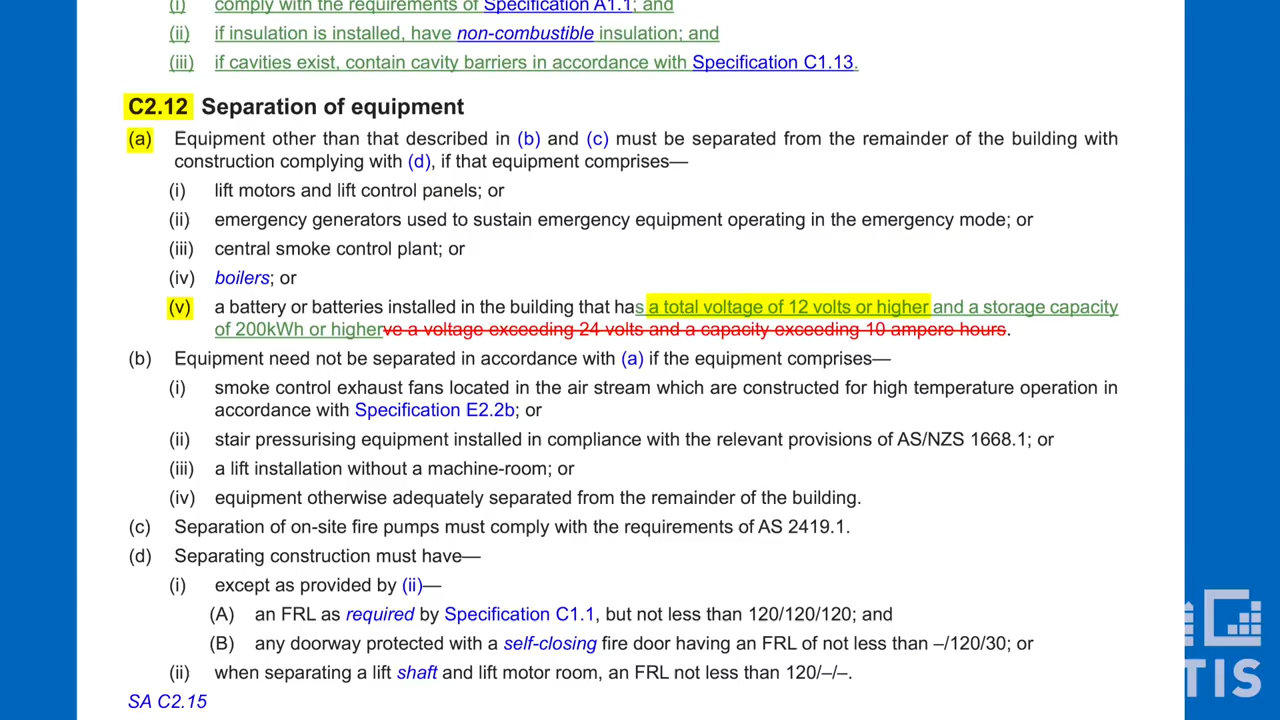 (i) comply with the requirements of Specification A1.1; and
(ii) if insulation is installed, have non-combustible insulation; and
(iii) if cavities exist, contain cavity barriers in accordance with Specification C1.13.
C2.12 Separation of equipment
(a) Equipment other than that described in (b) and (c) must be separated from the remainder of the building with
construction complying with (d), if that equipment comprises—
(i) lift motors and lift control panels; or
(ii) emergency generators used to sustain emergency equipment operating in the emergency mode; or
(iii) central smoke control plant; or
(iv) boilers; or
(v) a battery or batteries installed in the building that has a total voltage of 12 volts or higher and a storage capacity
of 200kWh or higherve a voltage exceeding 24 volts and a capacity exceeding 10 ampere hours.
(b) Equipment need not be separated in accordance with (a) if the equipment comprises—
(i) smoke control exhaust fans located in the air stream which are constructed for high temperature operation in
accordance with Specification E2.2b; or
(ii) stair pressurising equipment installed in compliance with the relevant provisions of AS/NZS 1668.1; or
(iii) a lift installation without a machine-room; or
(iv) equipment otherwise adequately separated from the remainder of the building.
(c) Separation of on-site fire pumps must comply with the requirements of AS 2419.1.
(d) Separating construction must have—
(i) except as provided by (ii)—
(A) an FRL as required by Specification C1.1, but not less than 120/120/120; and
(B) any doorway protected with a self-closing fire door having an FRL of not less than –/120/30; or
(ii) when separating a lift shaft and lift motor room, an FRL not less than 120/–/–.
SA C2.15
TIS